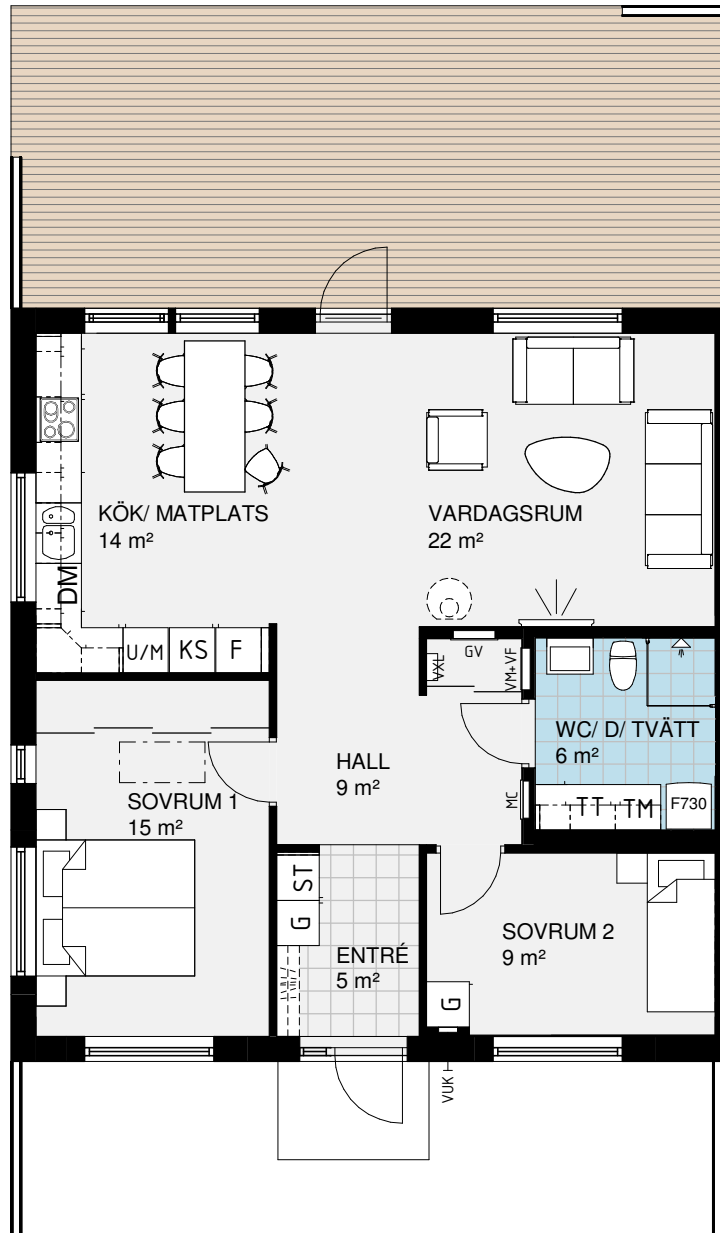 KÖK/ MATPLATS
14 m²
VARDAGSRUM
22 m²
DM
U/M
KS
F
VXL
GV
VM+VF
WC/ D/ TVÄTT
6 m²
HALL
9 m²
SOVRUM 1
15 m²
MC
TT
TM
F730
ST
G
ENTRÉ
5 m²
SOVRUM 2
9 m²
G
VUK